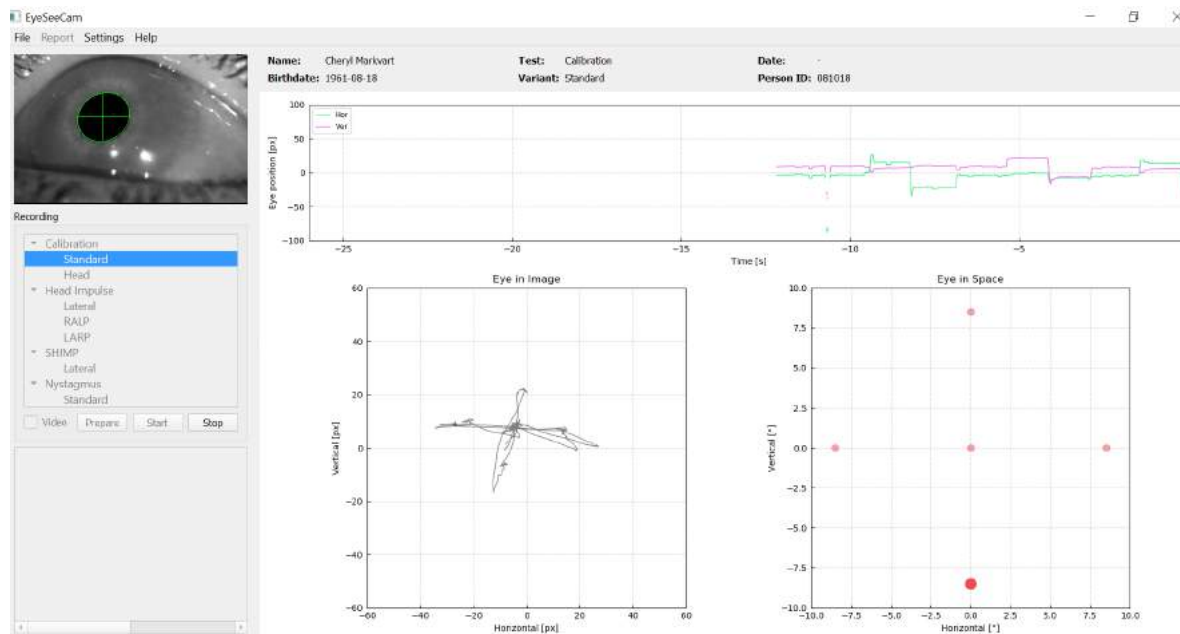 EyeSeeCam
File Report Settings Help
Name: Cheryl Markvart Test: Calibration Date: -
Birthdate: 1961-08-18 Variant: Standard Person ID: 081018
Recording
Calibration
Standard
Head
Head Impulse
Lateral
RALP
LARP
SHIMP
Lateral
Nystagmus
Standard
Video Prepare Start Stop
Eye position [px]
100
50
0
−50
−100
Hor
Ver
−25 −20 −15 −10 −5
Time [s]
Eye in Image
Vertical [px]
60
40
20
0
−20
−40
−60
−60 −40 −20 0 20 40 60
Horizontal [px]
Eye in Space
Vertical [°]
10.0
7.5
5.0
2.5
0.0
−2.5
−5.0
−7.5
−10.0
−10.0 −7.5 −5.0 −2.5 0.0 2.5 5.0 7.5 10.0
Horizontal [°]